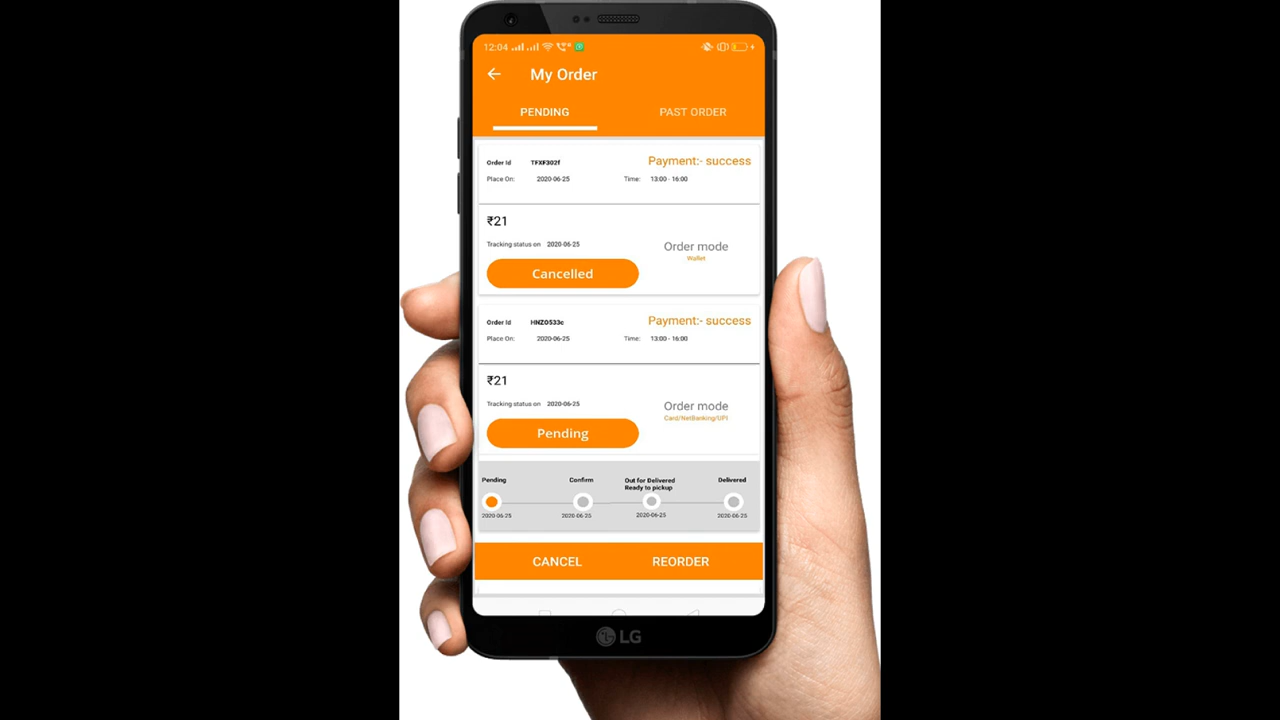 12:04
My Order
PENDING PAST ORDER
Order Id TFXF302f Payment:- success
Place On: 2020-06-25 Time: 13:00 - 16:00
₹21
Tracking status on 2020-06-25 Order mode
Wallet
Cancelled
Order Id HNZO533c Payment:- success
Place On: 2020-06-25 Time: 13:00 - 16:00
₹21
Tracking status on 2020-06-25 Order mode
Card/NetBanking/UPI
Pending
Pending Confirm Out for Delivered Delivered
Ready to pickup
2020-06-25 2020-06-25 2020-06-25 2020-06-25
CANCEL REORDER
LG